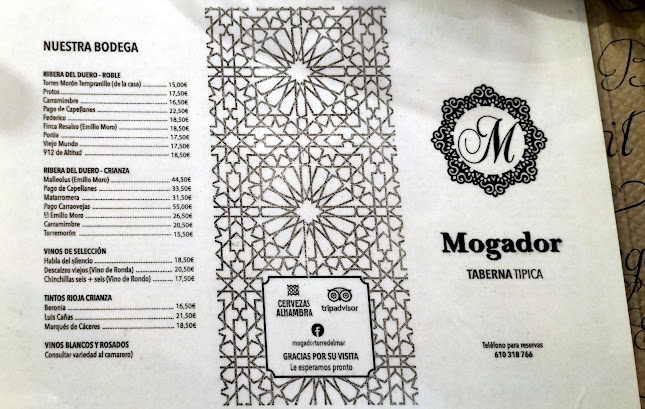 NUESTRA BODEGA
RIBERA DEL DUERO - ROBLE
Torres Morón Tempranillo (de la casa) 15,00€
Protos 17,50€
Carramimbre 16,50€
Pago de Capellanes 22,50€
Federico 18,50€
Finca Resalso (Emilio Moro) 18,50€
Portie 17,50€
Viejo Mundo 17,50€
912 de Altitud 18,50€
RIBERA DEL DUERO - CRIANZA
Malleolus (Emilio Moro) 44,50€
Pago de Capellanes 33,50€
Matarromera 31,50€
Pago Carraovejas 55,00€
El Emilio Moro 26,50€
Carramimbre 20,50€
Torremorón 15,50€
VINOS DE SELECCIÓN
Habla del silencio 18,50€
Descalzos viejos (Vino de Ronda) 20,50€
Chinchillas seis + seis (Vino de Rondo) 17,50€
TINTOS RIOJA CRIANZA
Beronia 16,50€
Luis Cañas 21,50€
Marqués de Cáceres 18,50€
VINOS BLANCOS Y ROSADOS
Consultar variedad al camarero)
CERVEZAS
ALHAMBRA
tripadvisor
mogadortorredelmar
GRACIAS POR SU VISITA
Le esperamos pronto
M
Mogador
TABERNA TIPICA
Teléfono para reservas
610 318 766
it